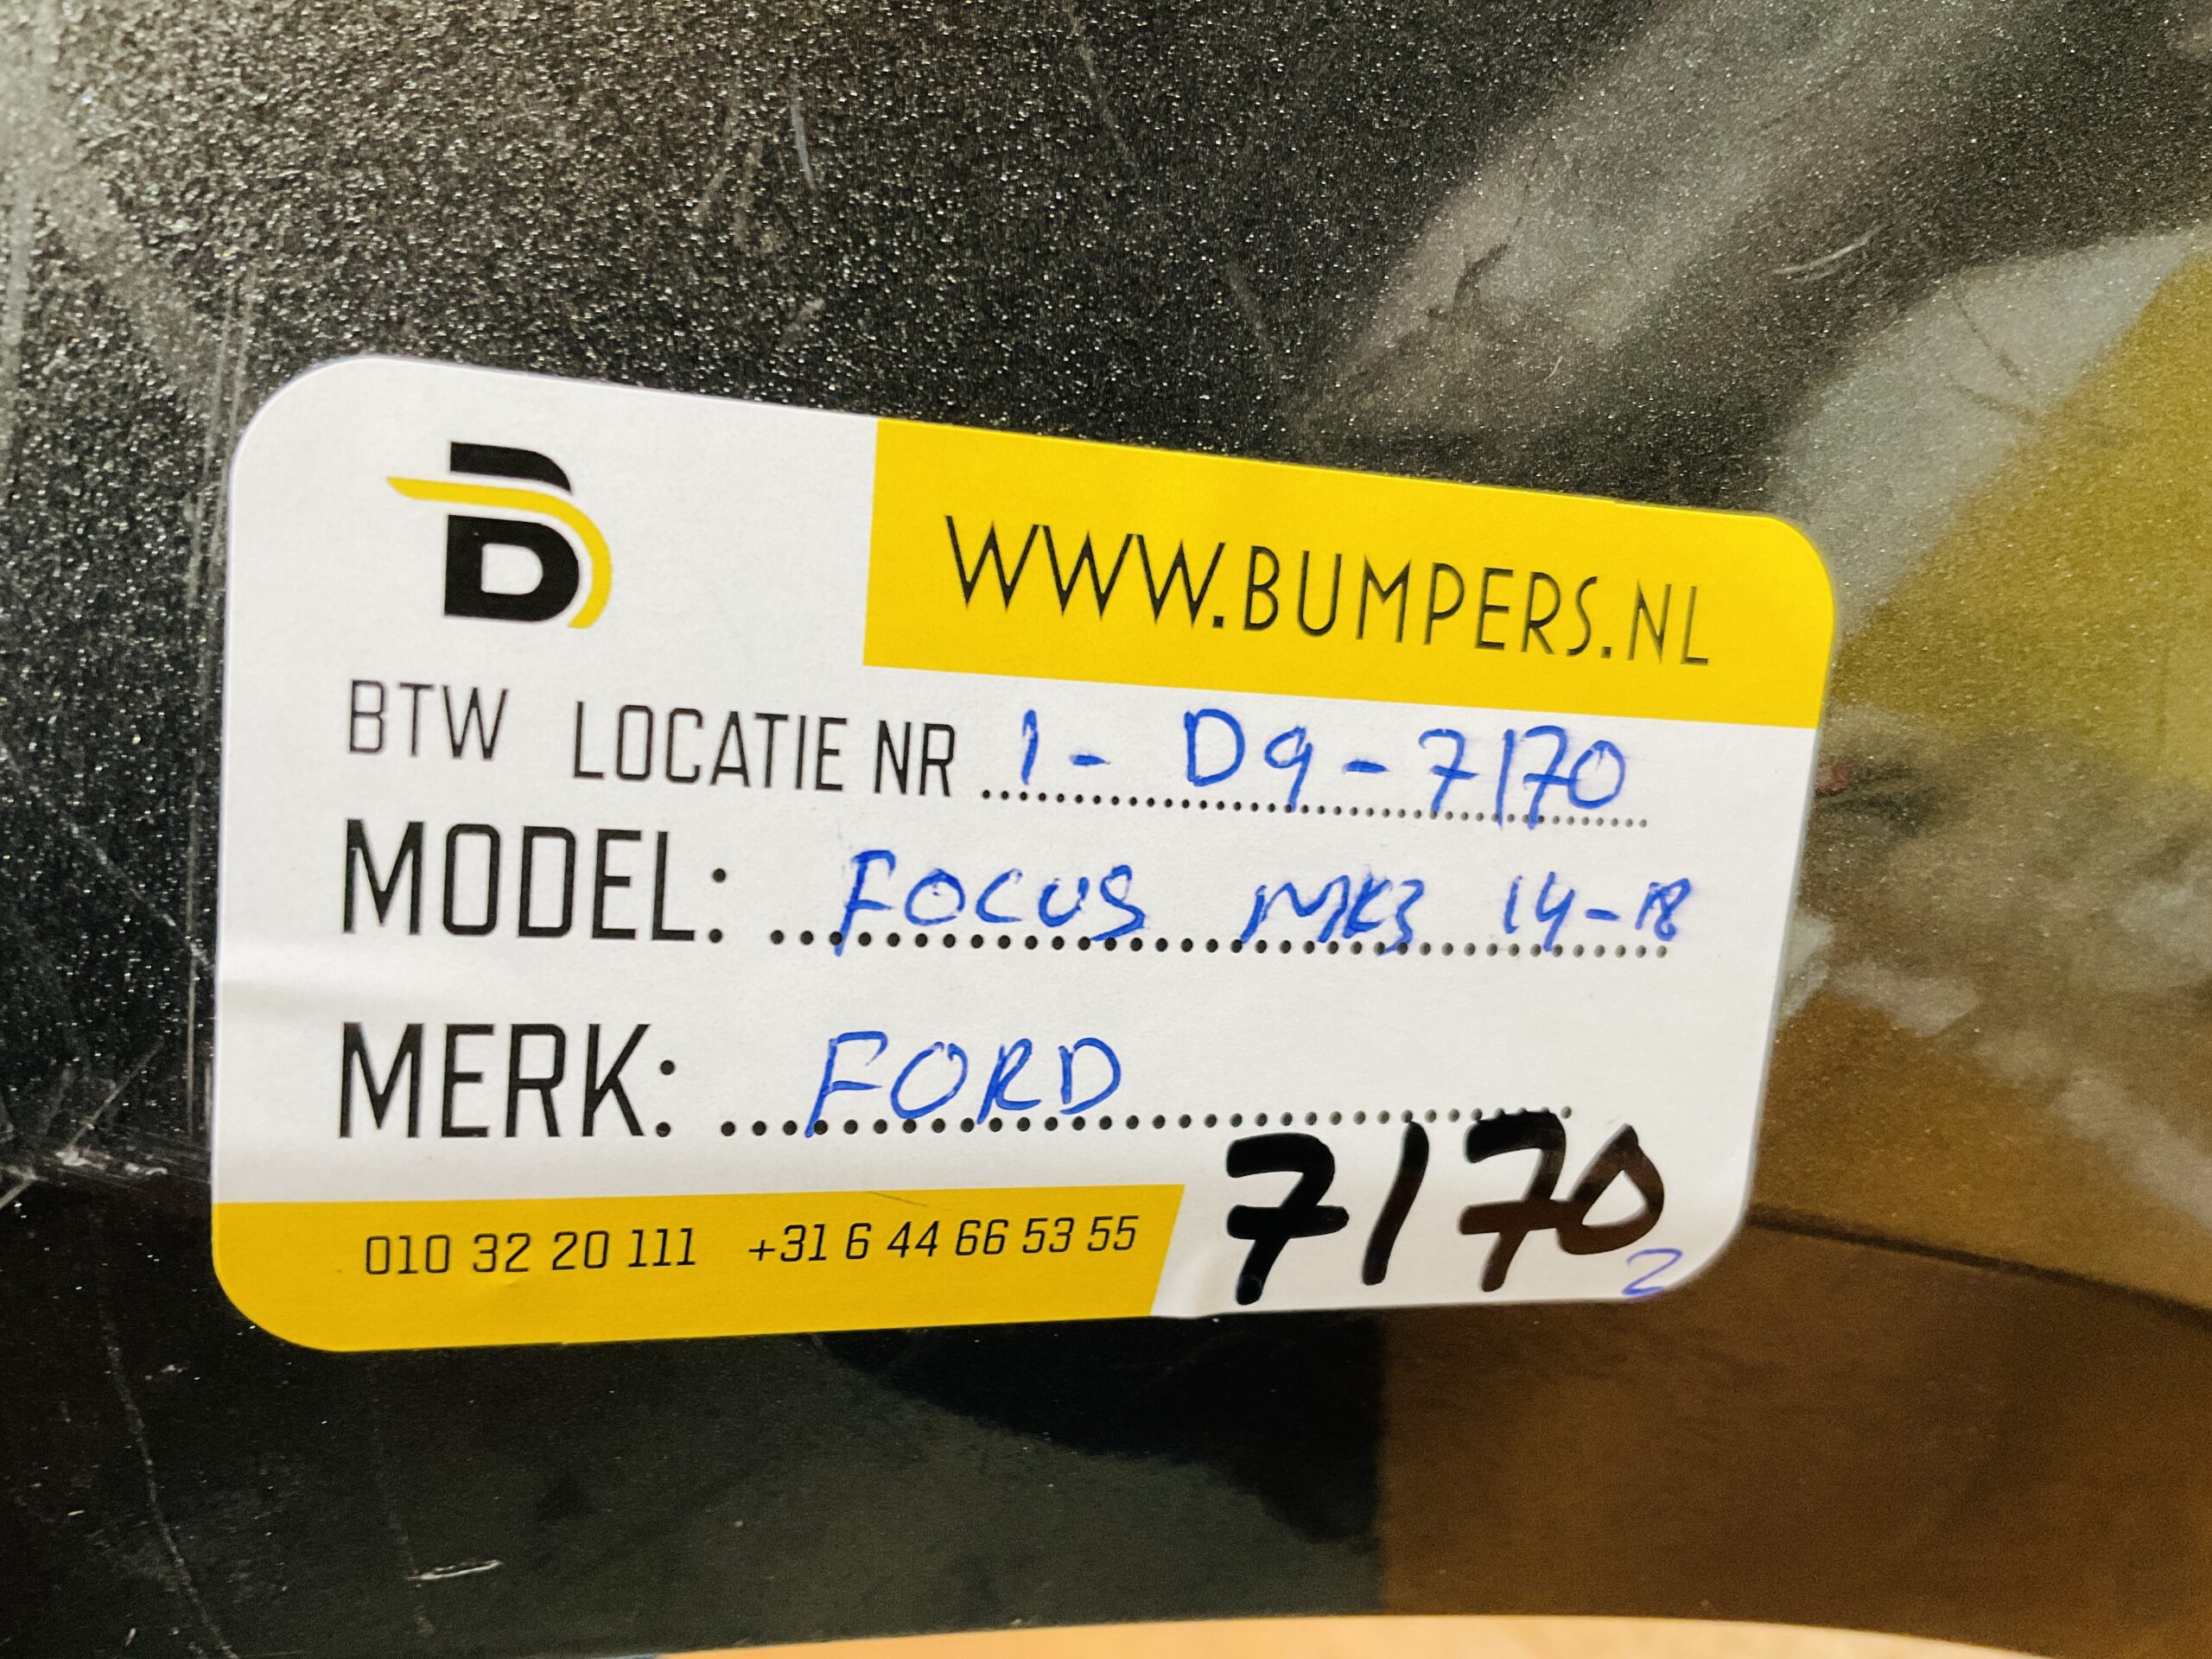 B
WWW.BUMPERS.NL
BTW LOCATIE NR 1 - D9 - 7170
MODEL: FOCUS MK3 14-18
MERK: FORD
7170
2
010 32 20 111 +31 6 44 66 53 55